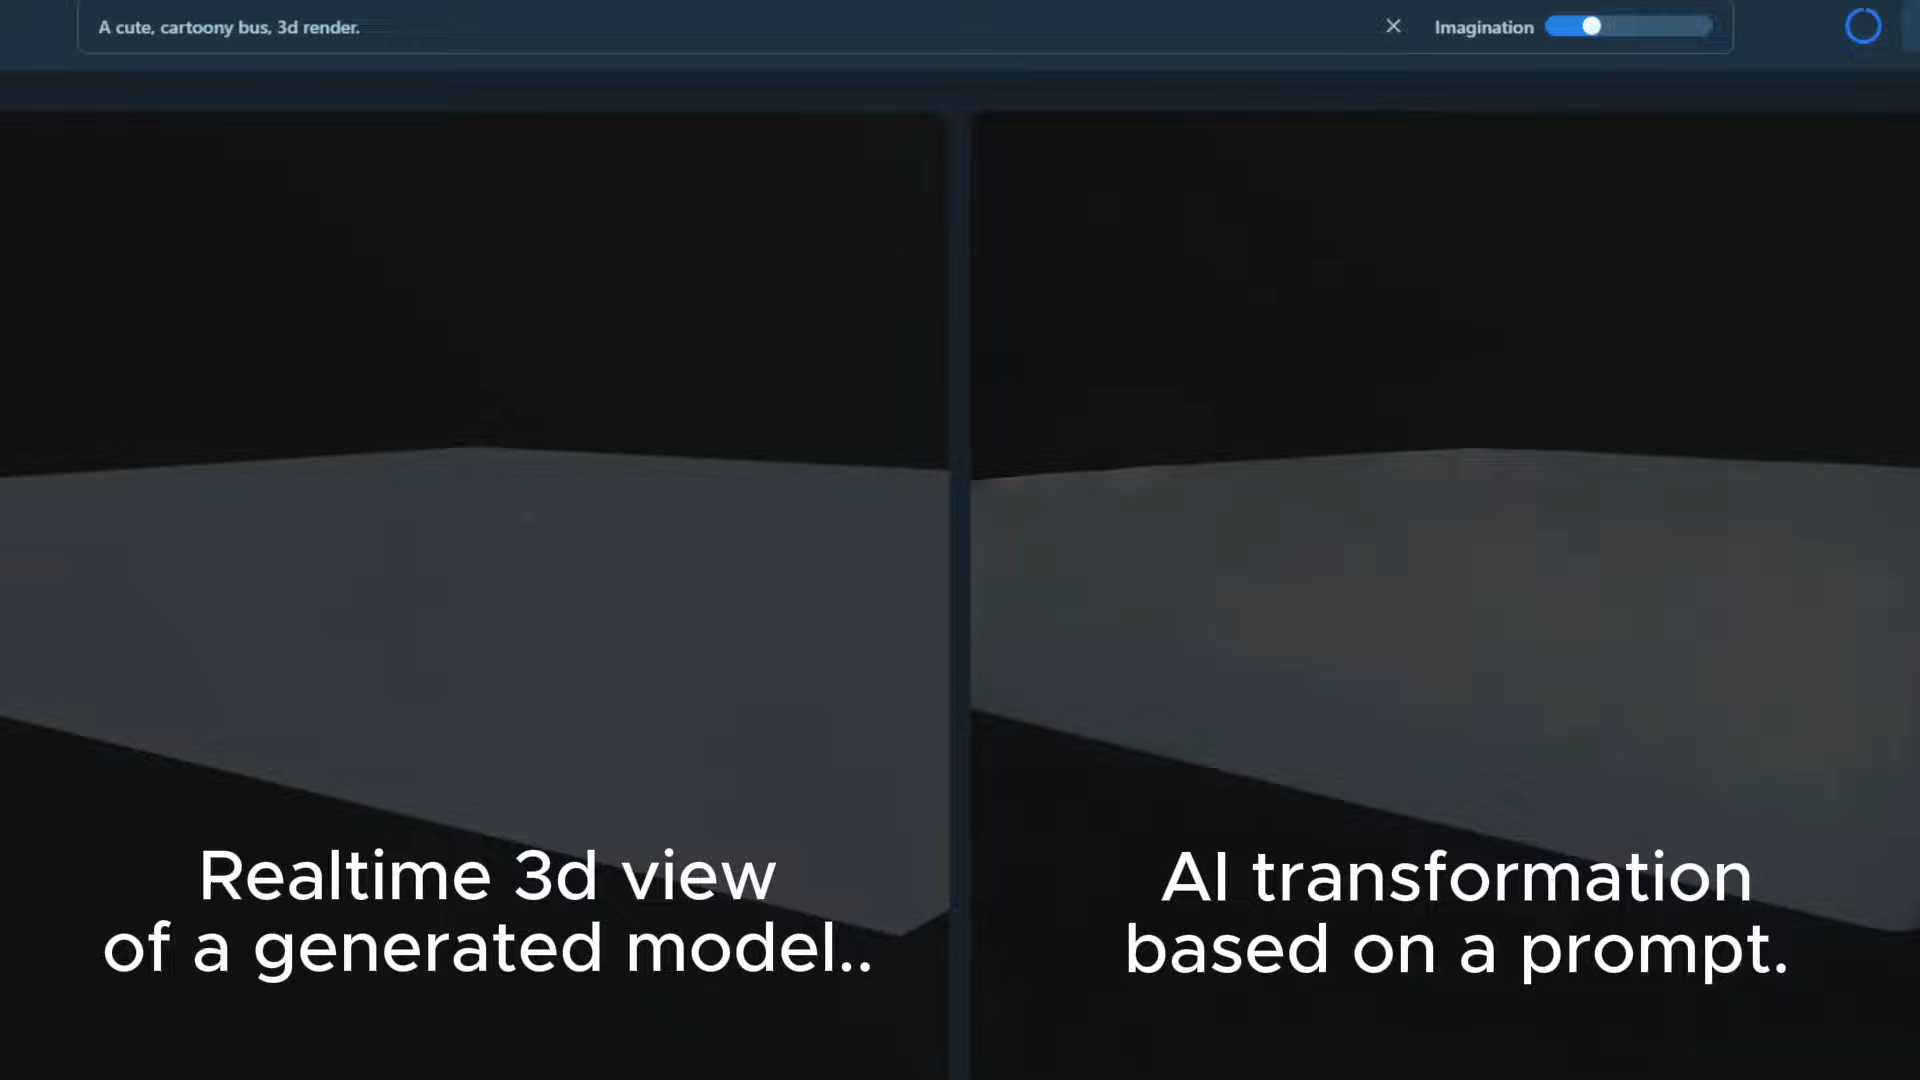 A cute, cartoony bus, 3d render.
Imagination
Realtime 3d view
of a generated model..
AI transformation
based on a prompt.